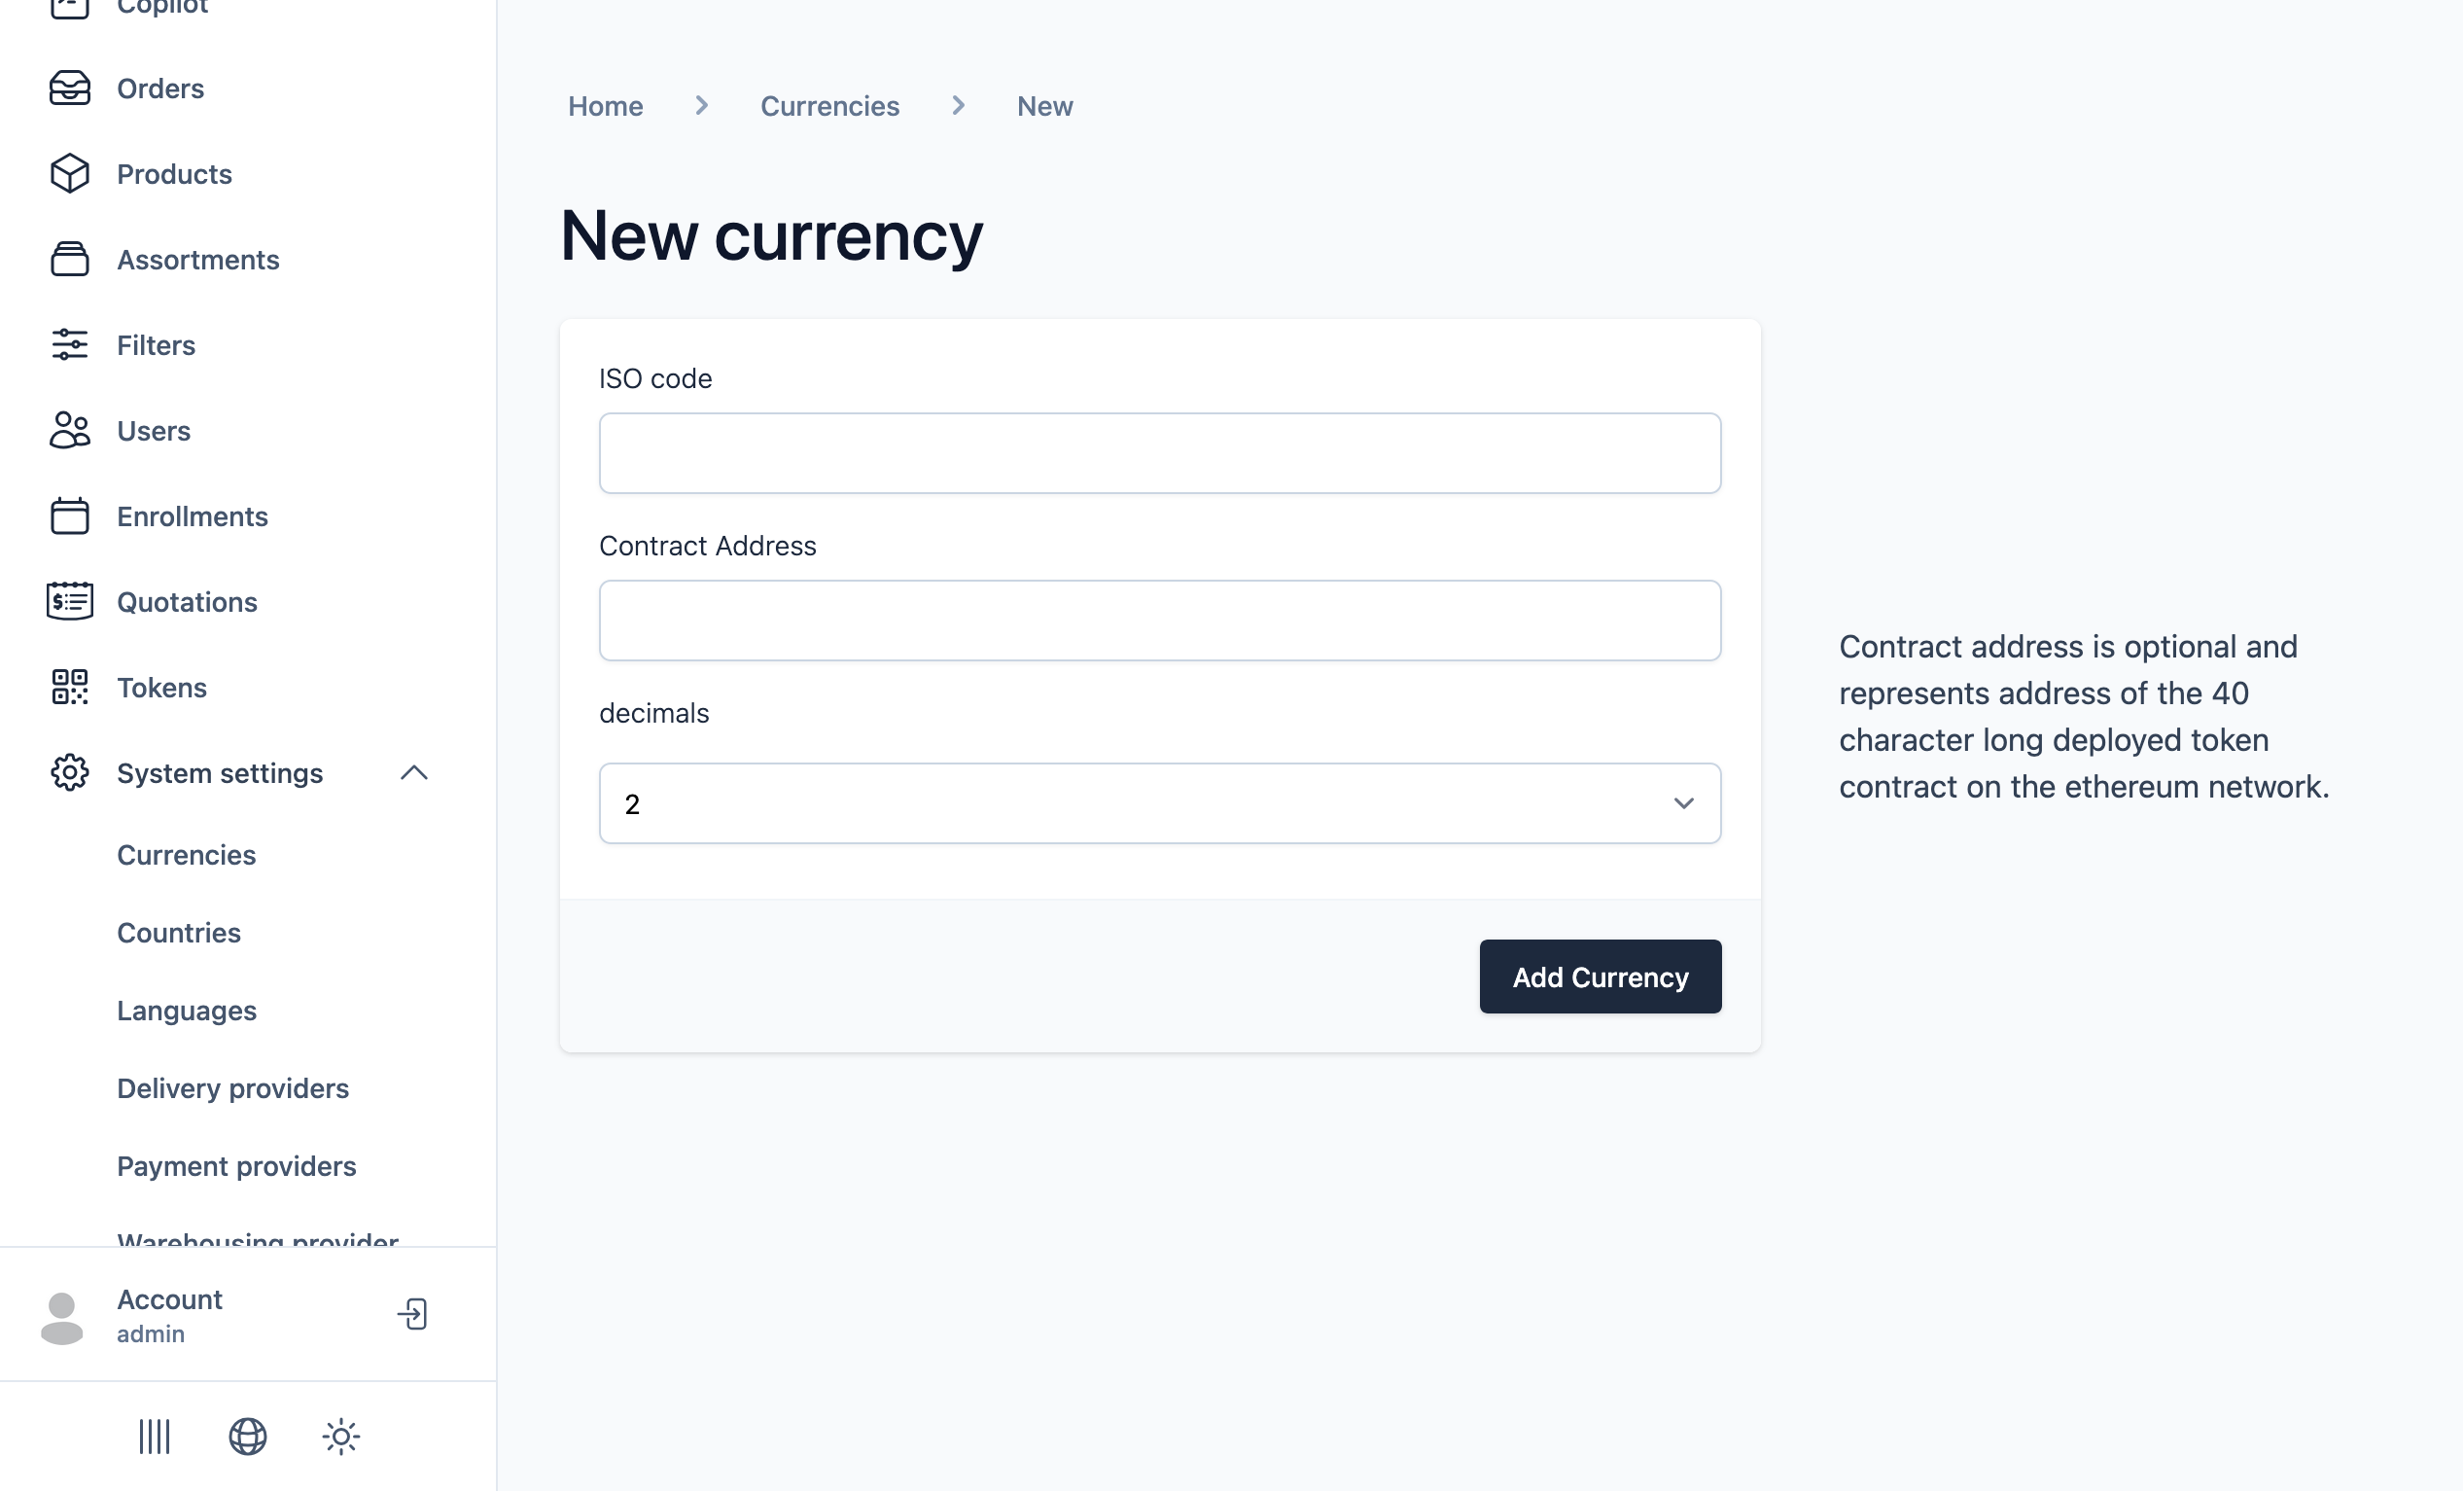 Copilot
Orders
Products
Assortments
Filters
Users
Enrollments
Quotations
Tokens
System settings
Currencies
Countries
Languages
Delivery providers
Payment providers
Warehousing provider
Account
admin
Home
Currencies
New
New currency
ISO code
Contract Address
decimals
2
Add Currency
Contract address is optional and
represents address of the 40
character long deployed token
contract on the ethereum network.